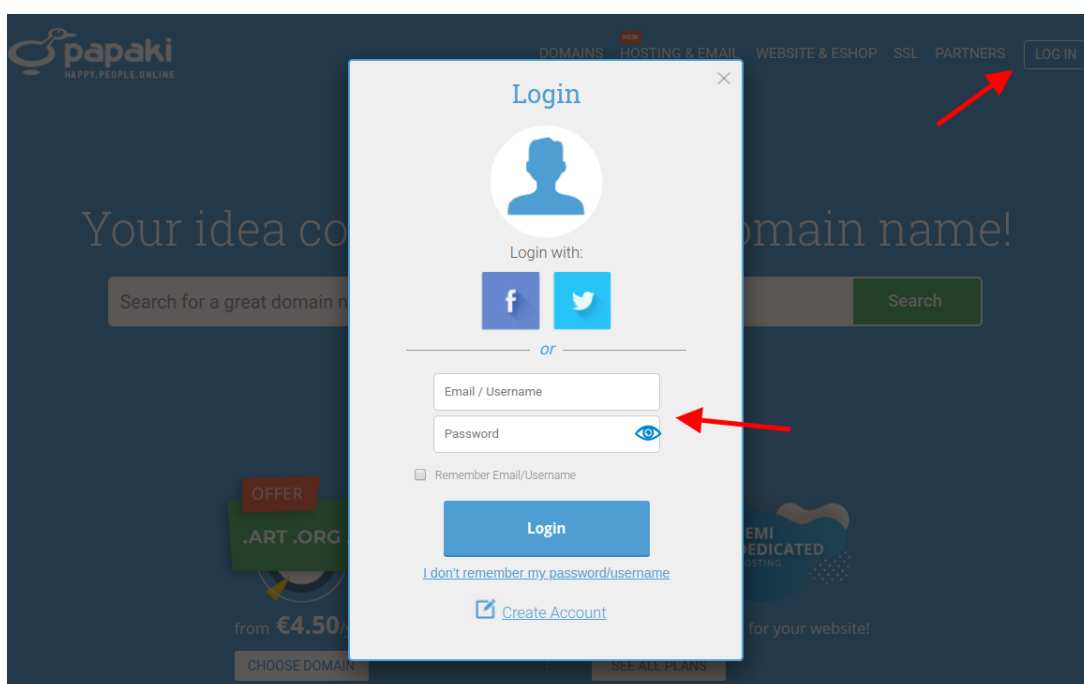 papaki
HAPPY.PEOPLE.ONLINE
NEW
DOMAINS HOSTING & EMAIL WEBSITE & ESHOP SSL PARTNERS LOG IN
Login
Your idea co
omain name!
Login with:
Search for a great domain n
Search
or
Email / Username
Password
Remember Email/Username
OFFER
.ART .ORG
Login
EMI
DEDICATED
OSTING
I don't remember my password/username
Create Account
from €4.50/
for your website!
CHOOSE DOMAIN
SEE ALL PLANS